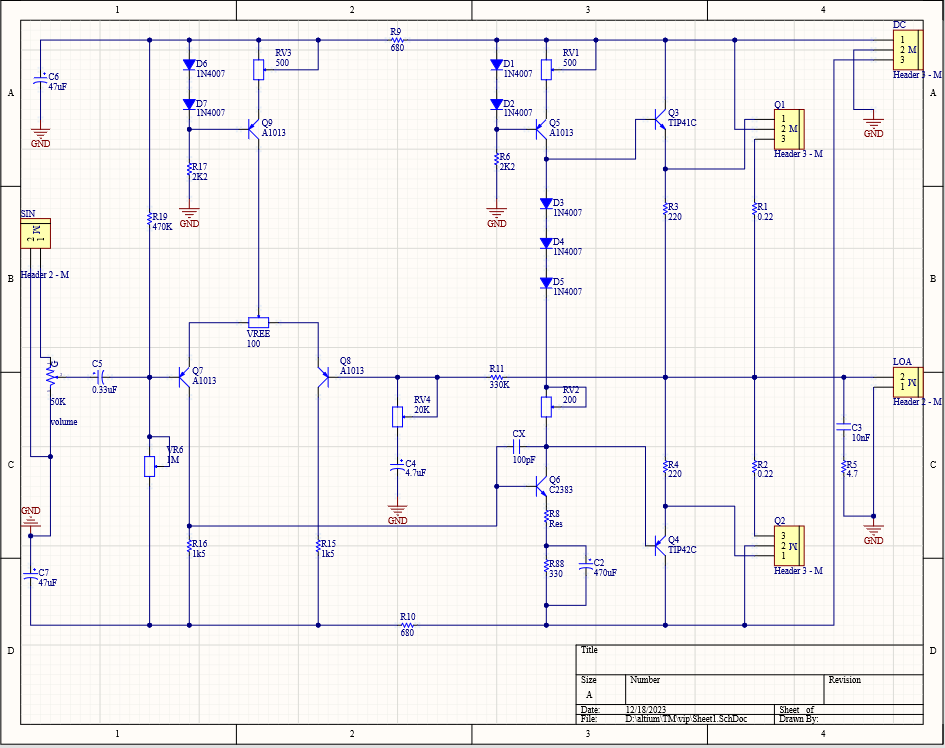 1 2 3 4
DC
R9
680
1
2 M
3
Header 3 - M
D6
1N4007
RV3
500
D1
1N4007
RV1
500
C6
47uF
A
A
D7
1N4007
D2
1N4007
Q1
Q9
A1013
Q5
A1013
Q3
TIP41C
1
2 M
3
Header 3 - M
GND
GND
R17
2K2
R6
2K2
SIN
R19
470K
GND
GND
D3
1N4007
R3
220
R1
0.22
M
2 1
D4
1N4007
Header 2 - M
B
B
D5
1N4007
VREE
100
LOA
C5
0.33uF
Q7
A1013
Q8
A1013
R11
330K
2
1 M
Header 2 - M
50K
RV4
20K
RV2
200
volume
C3
10nF
CX
100pF
VR6
1M
C
C
C4
4.7uF
R4
220
R2
0.22
R5
4.7
Q6
C2383
GND
GND
R8
Res
Q2
GND
3
2 M
1
Header 3 - M
R16
1k5
R15
1k5
Q4
TIP42C
R88
330
C2
470uF
C7
47uF
R10
680
D
D
Title
Size
A
Number
Revision
Date: 12/18/2023 Sheet of
File: D:\altium\TM\vip\Sheet1.SchDoc Drawn By:
1 2 3 4